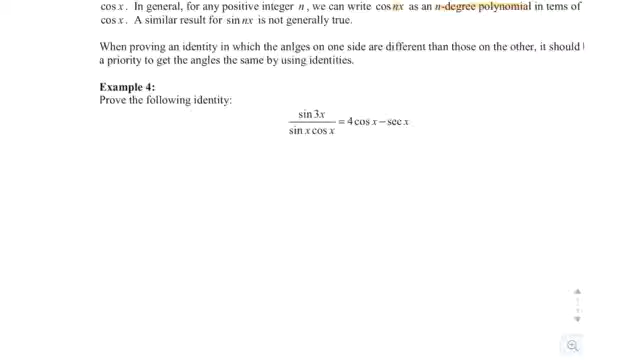 cos x. In general, for any positive integer n, we can write cos nx as an n-degree polynomial in tems of
cos x. A similar result for sin nx is not generally true.
When proving an identity in which the anlges on one side are different than those on the other, it should
a priority to get the angles the same by using identities.
Example 4:
Prove the following identity:
sin 3x / sin x cos x = 4 cos x − sec x